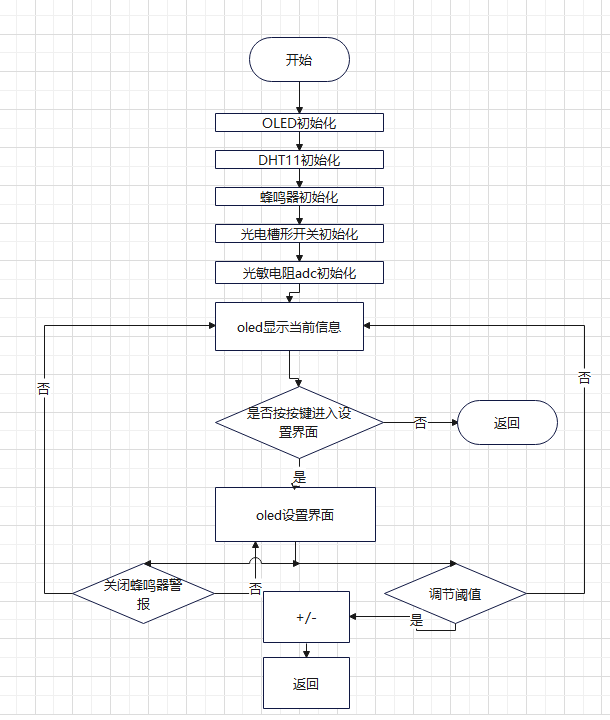 开始
OLED初始化
DHT11初始化
蜂鸣器初始化
光电槽形开关初始化
光敏电阻adc初始化
oled显示当前信息
否
否
是否按按键进入设
置界面
否
返回
是
oled设置界面
关闭蜂鸣器警
报
否
调节阈值
+/-
是
返回